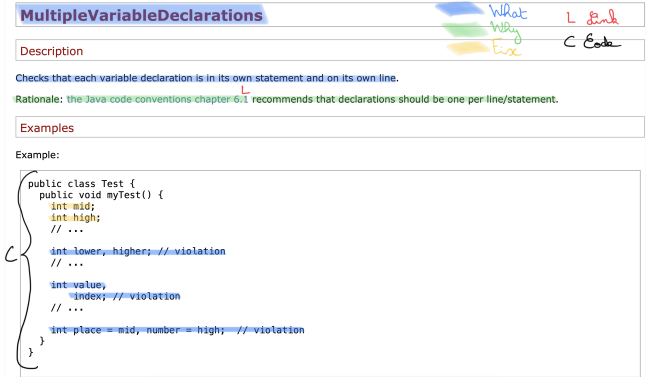 MultipleVariableDeclarations
What
Why
Fix
L Link
C Code
Description
Checks that each variable declaration is in its own statement and on its own line.
L
Rationale: the Java code conventions chapter 6.1 recommends that declarations should be one per line/statement.
Examples
Example:
C
public class Test {
  public void myTest() {
    int mid;
    int high;
    // ...
    int lower, higher; // violation
    // ...
    int value,
        index; // violation
    // ...
    int place = mid, number = high;  // violation
  }
}